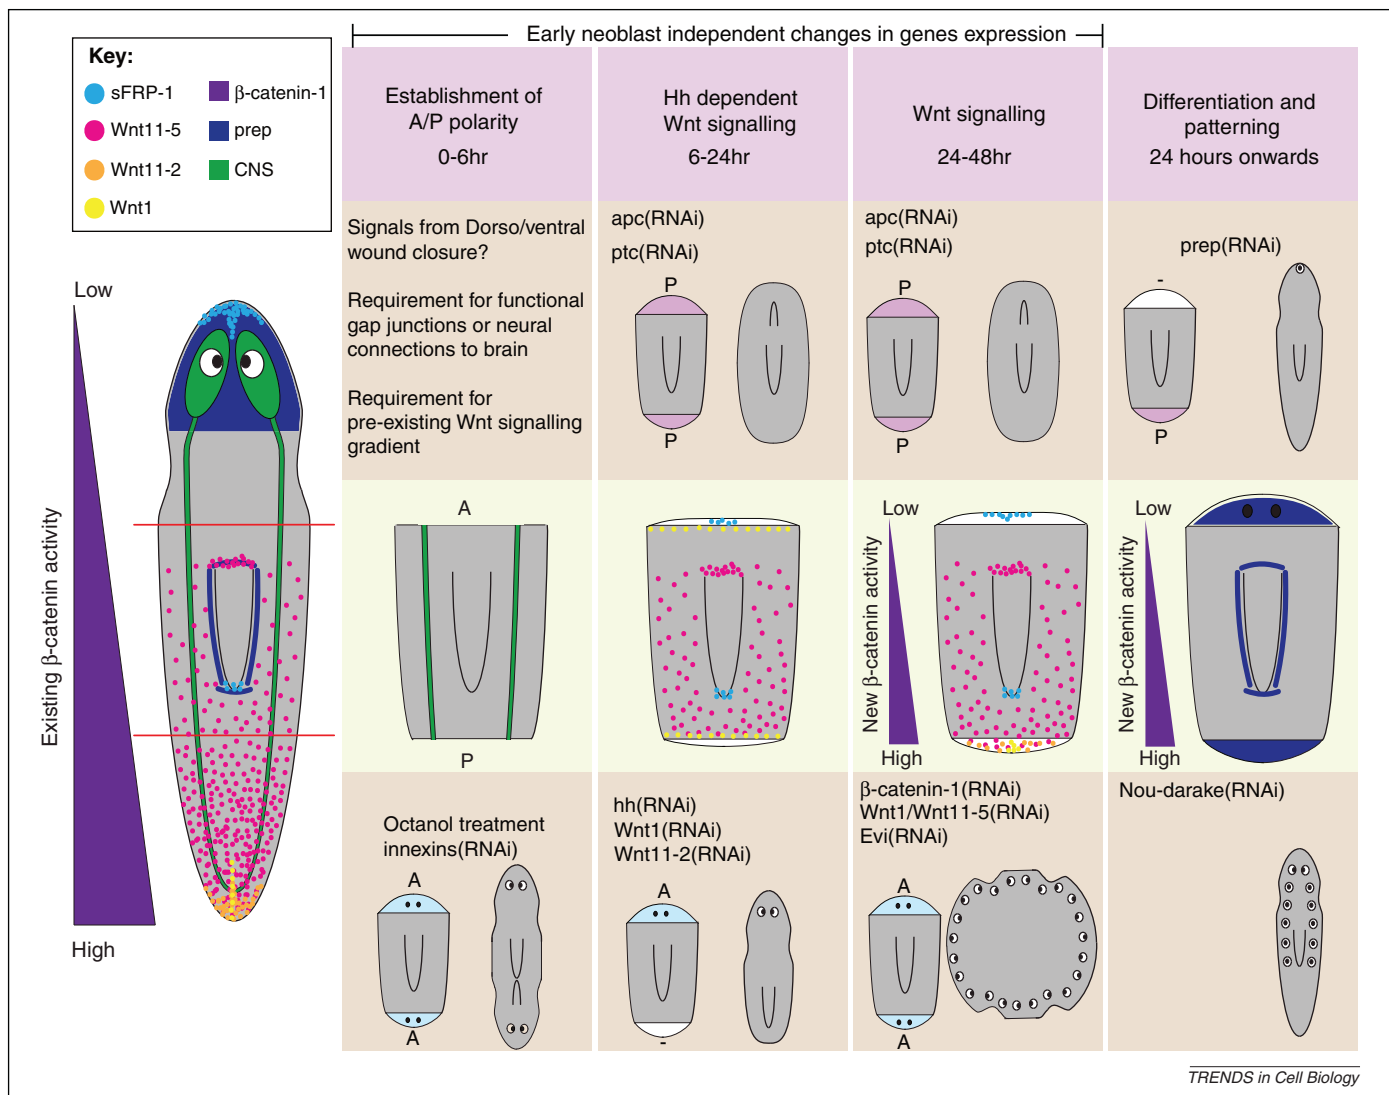 Early neoblast independent changes in genes expression
Key:
sFRP-1
Wnt11-5
Wnt11-2
Wnt1
β-catenin-1
prep
CNS
Establishment of
A/P polarity
0-6hr
Hh dependent
Wnt signalling
6-24hr
Wnt signalling
24-48hr
Differentiation and
patterning
24 hours onwards
Low
Existing β-catenin activity
High
Signals from Dorso/ventral
wound closure?
Requirement for functional
gap junctions or neural
connections to brain
Requirement for
pre-existing Wnt signalling
gradient
apc(RNAi)
ptc(RNAi)
P
P
apc(RNAi)
ptc(RNAi)
P
P
prep(RNAi)
-
P
A
P
Low
New β-catenin activity
High
Low
New β-catenin activity
High
Octanol treatment
innexins(RNAi)
A
A
hh(RNAi)
Wnt1(RNAi)
Wnt11-2(RNAi)
A
-
β-catenin-1(RNAi)
Wnt1/Wnt11-5(RNAi)
Evi(RNAi)
A
A
Nou-darake(RNAi)
TRENDS in Cell Biology